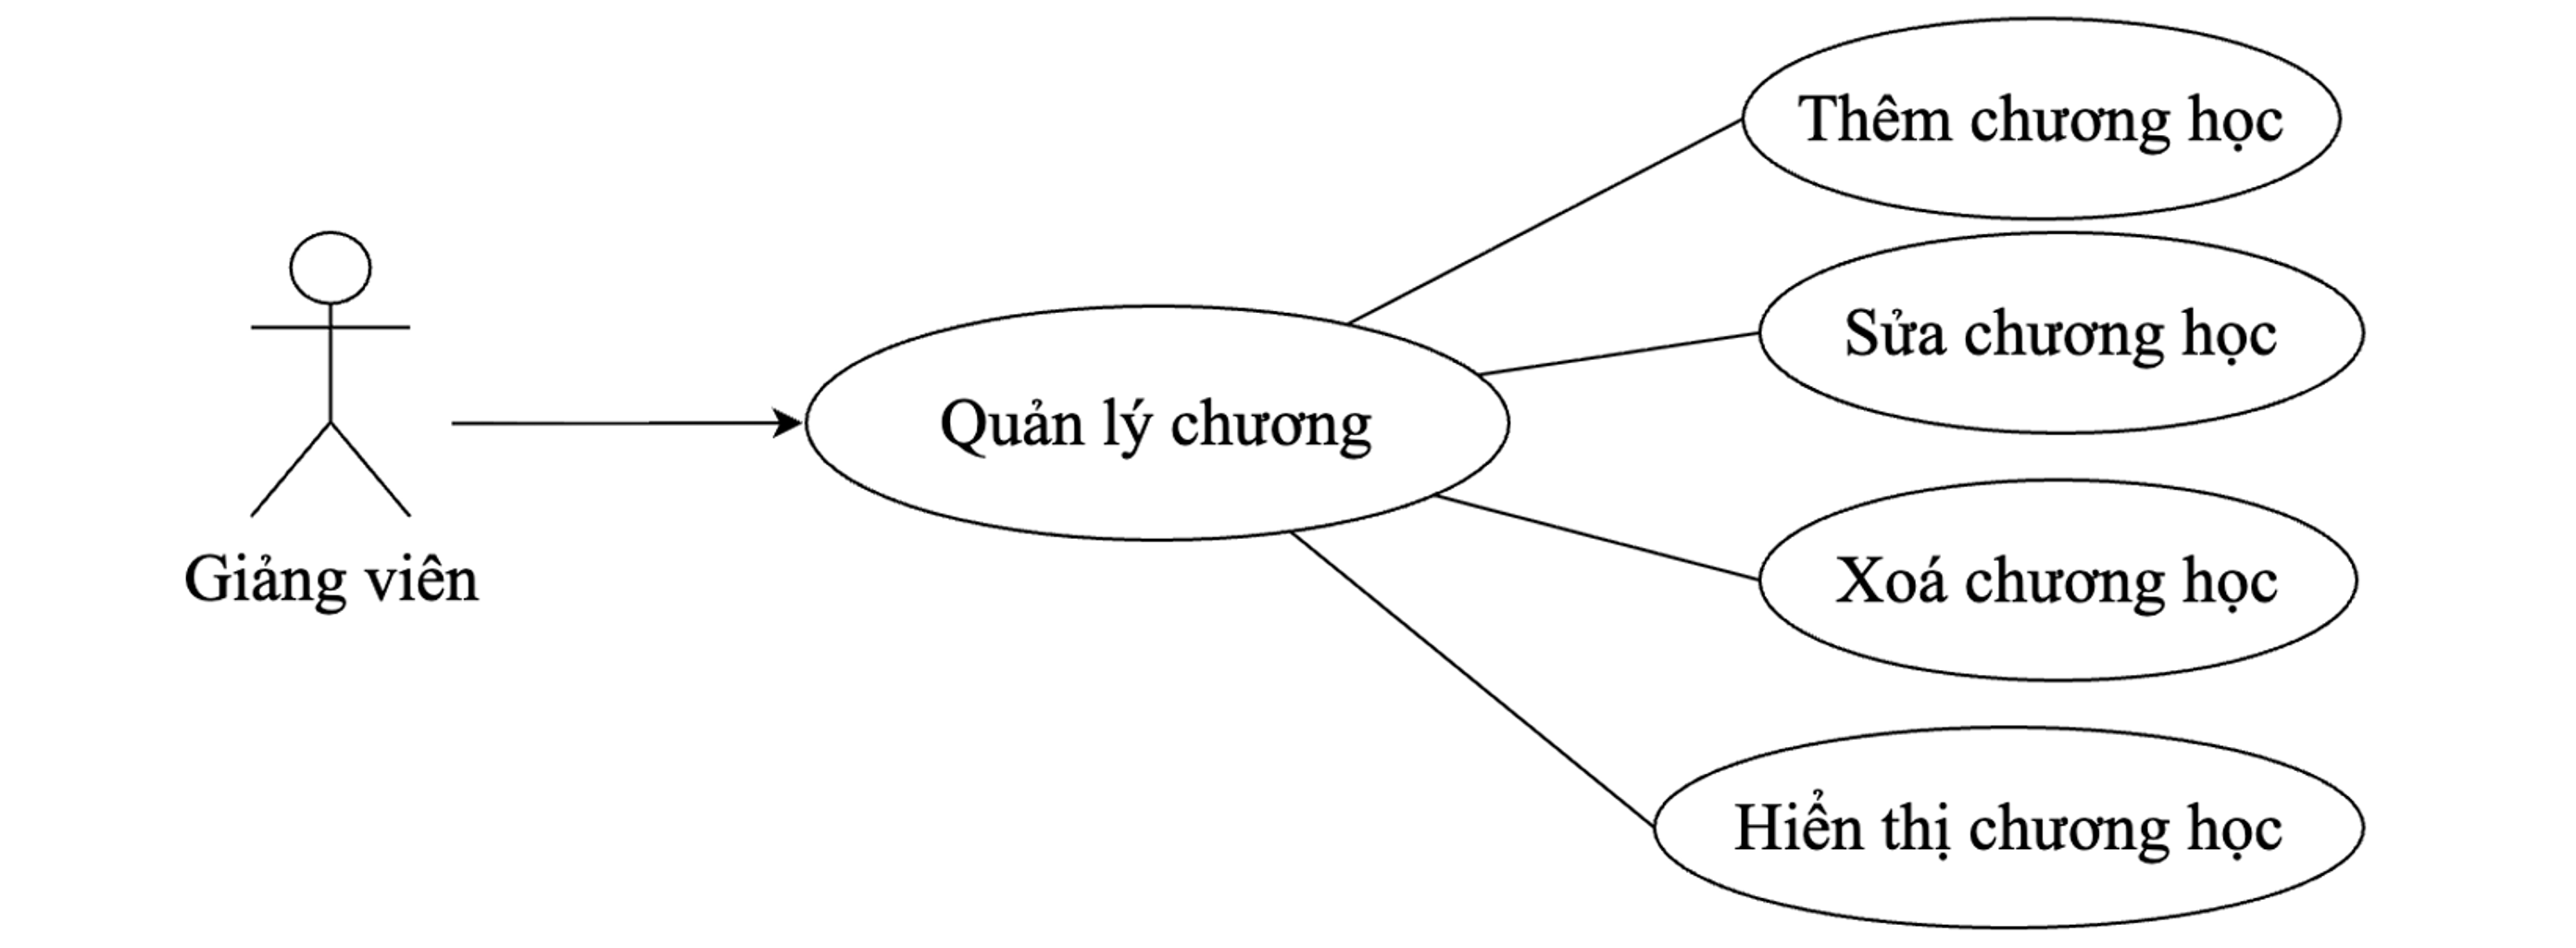 Thêm chương học
Sửa chương học
Quản lý chương
Giảng viên
Xoá chương học
Hiển thị chương học